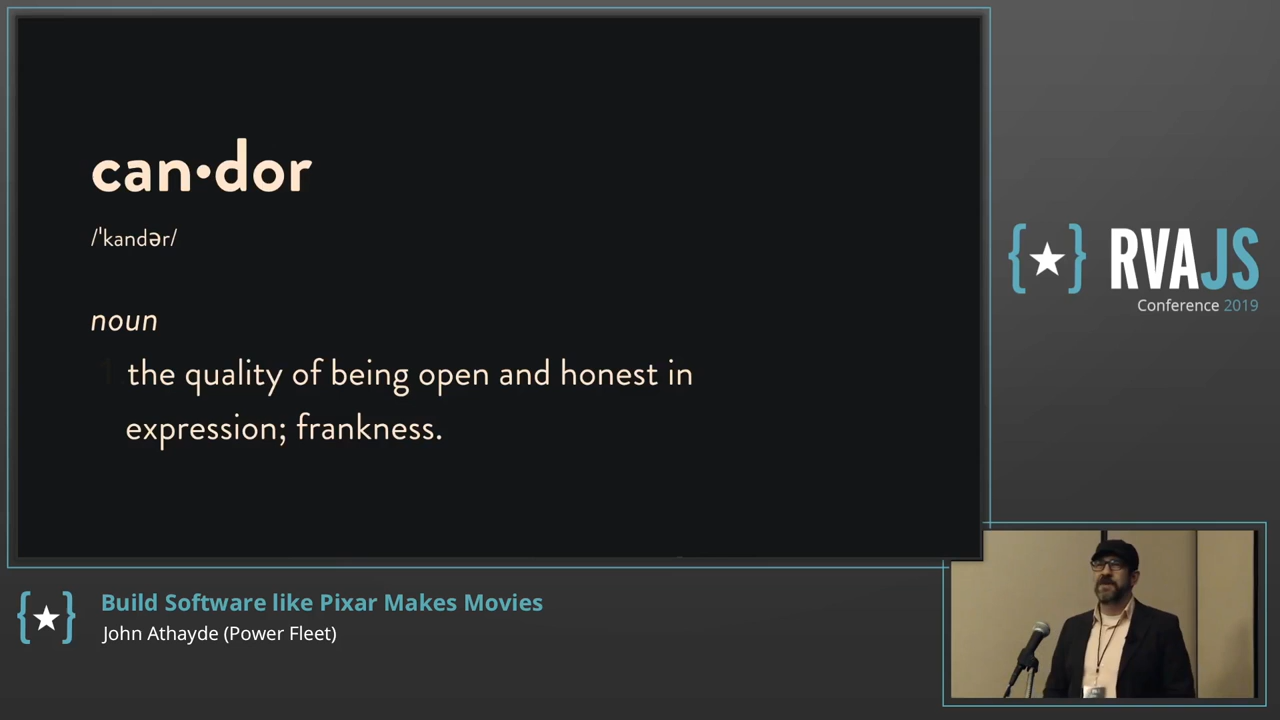 can•dor
/ˈkandər/
noun
1 the quality of being open and honest in
expression; frankness.
{★} RVAJS
Conference 2019
{★} Build Software like Pixar Makes Movies
John Athayde (Power Fleet)